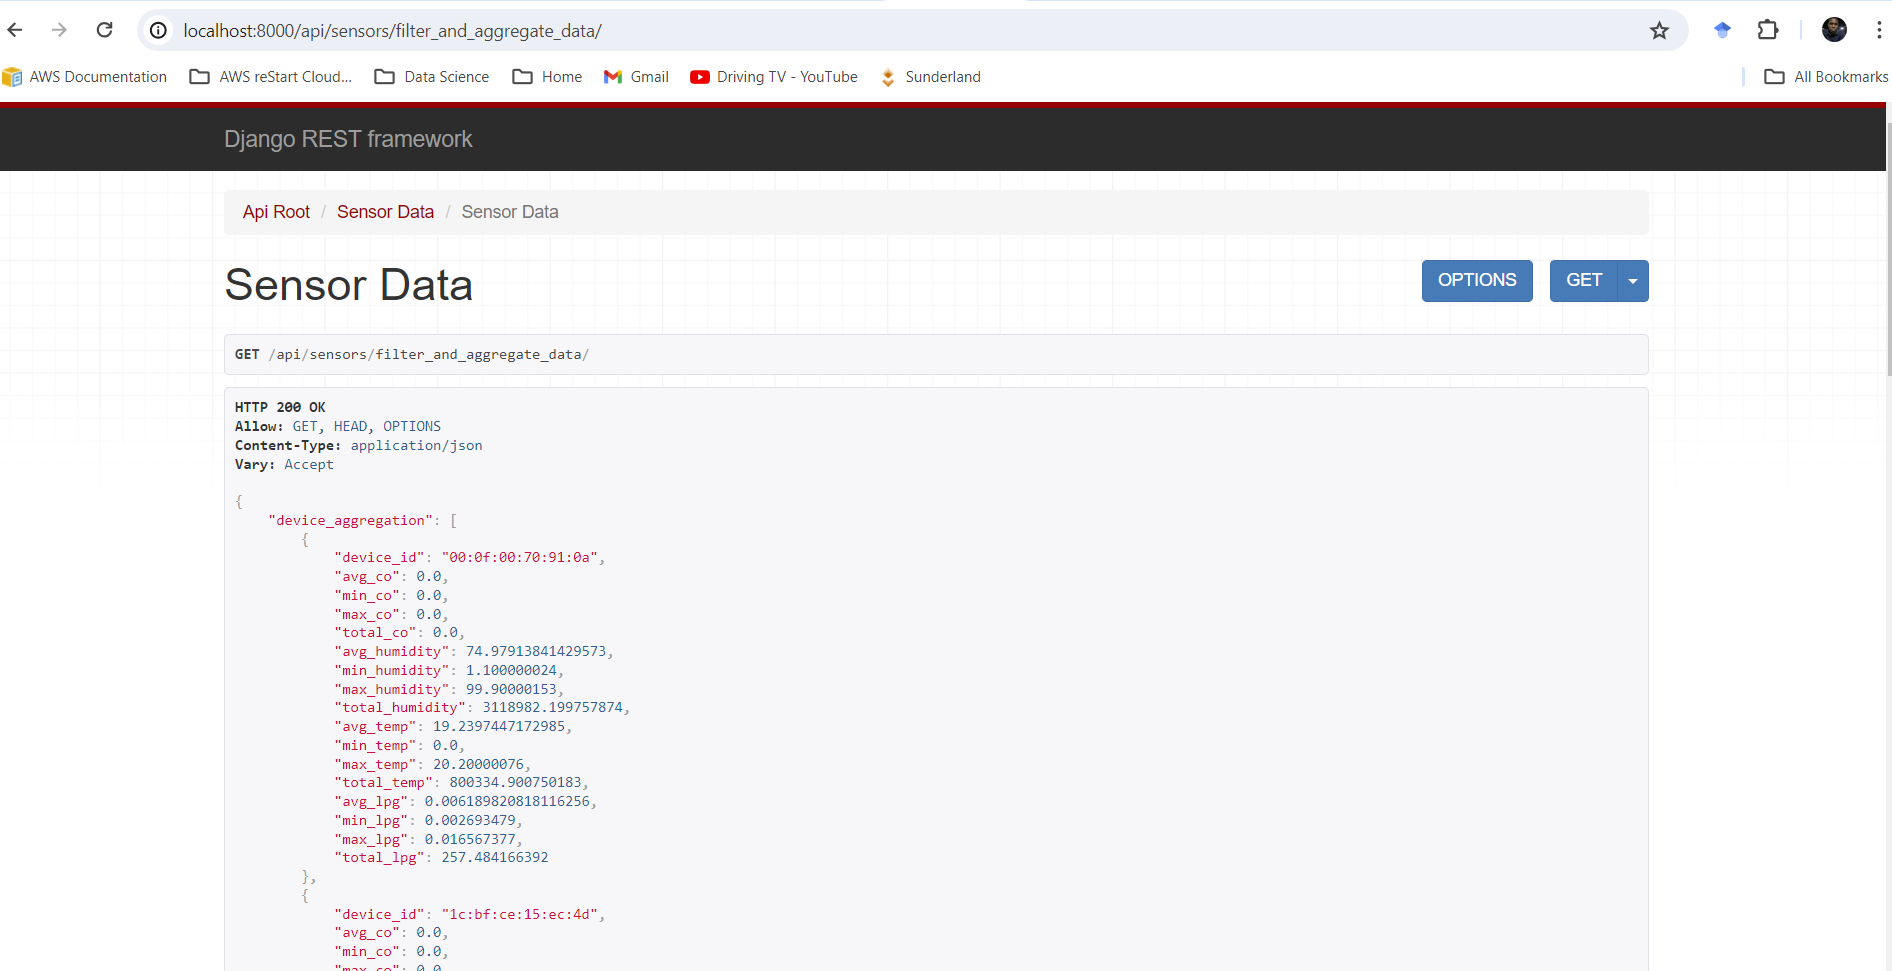 localhost:8000/api/sensors/filter_and_aggregate_data/
AWS Documentation AWS reStart Cloud... Data Science Home Gmail Driving TV - YouTube Sunderland All Bookmarks
Django REST framework
Api Root / Sensor Data / Sensor Data
Sensor Data OPTIONS GET
GET /api/sensors/filter_and_aggregate_data/
HTTP 200 OK
Allow: GET, HEAD, OPTIONS
Content-Type: application/json
Vary: Accept
{
"device_aggregation": [
{
"device_id": "00:0f:00:70:91:0a",
"avg_co": 0.0,
"min_co": 0.0,
"max_co": 0.0,
"total_co": 0.0,
"avg_humidity": 74.97913841429573,
"min_humidity": 1.100000024,
"max_humidity": 99.90000153,
"total_humidity": 3118982.199757874,
"avg_temp": 19.2397447172985,
"min_temp": 0.0,
"max_temp": 20.20000076,
"total_temp": 800334.900750183,
"avg_lpg": 0.006189820818116256,
"min_lpg": 0.002693479,
"max_lpg": 0.016567377,
"total_lpg": 257.484166392
},
{
"device_id": "1c:bf:ce:15:ec:4d",
"avg_co": 0.0,
"min_co": 0.0,
"max_co": 0.0